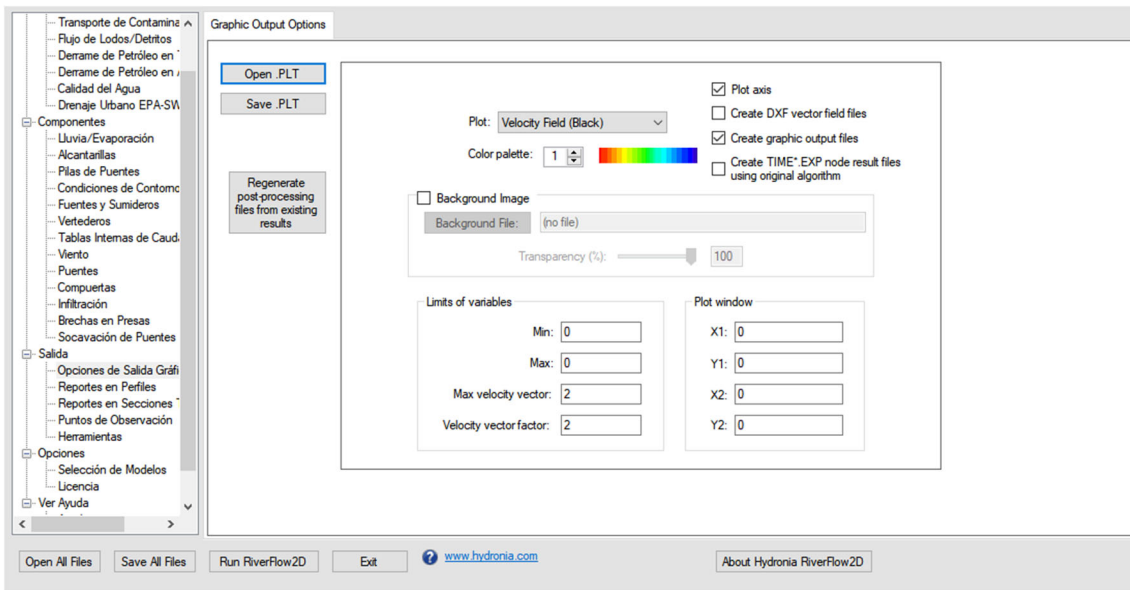 Transporte de Contamina
Flujo de Lodos/Detritos
Derrame de Petróleo en
Derrame de Petróleo en
Calidad del Agua
Drenaje Urbano EPA-SW
Componentes
Lluvia/Evaporación
Alcantarillas
Pilas de Puentes
Condiciones de Contorno
Fuentes y Sumideros
Vertederos
Tablas Internas de Cauda
Viento
Puentes
Compuertas
Infiltración
Brechas en Presas
Socavación de Puentes
Salida
Opciones de Salida Gráfi
Reportes en Perfiles
Reportes en Secciones
Puntos de Observación
Herramientas
Opciones
Selección de Modelos
Licencia
Ver Ayuda
Graphic Output Options
Open .PLT
Save .PLT
Regenerate
post-processing
files from existing
results
Plot: Velocity Field (Black)
Color palette: 1
Plot axis
Create DXF vector field files
Create graphic output files
Create TIME*.EXP node result files
using original algorithm
Background Image
Background File: (no file)
Transparency (%): 100
Limits of variables
Min: 0
Max: 0
Max velocity vector: 2
Velocity vector factor: 2
Plot window
X1: 0
Y1: 0
X2: 0
Y2: 0
Open All Files
Save All Files
Run RiverFlow2D
Exit
? www.hydronia.com
About Hydronia RiverFlow2D